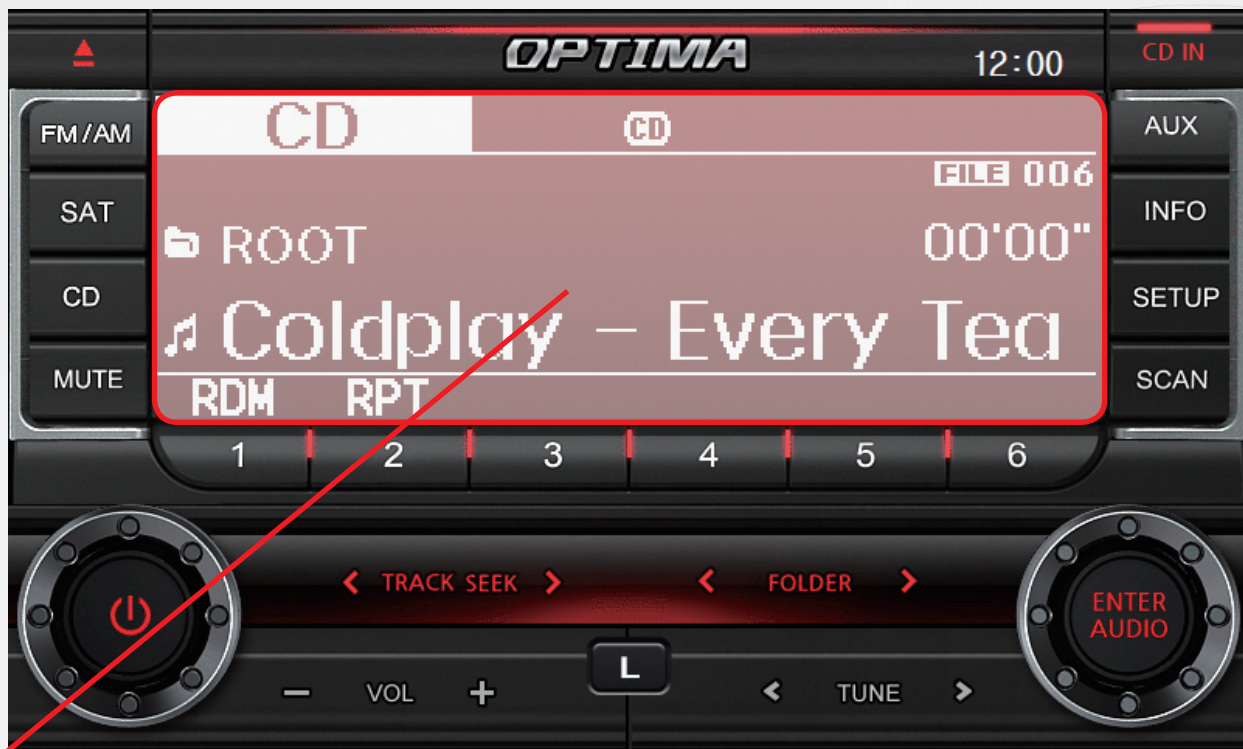 OPTIMA
12:00
CD IN
FM/AM
CD
CD
AUX
FILE 006
SAT
INFO
ROOT
00'00"
CD
SETUP
Coldplay - Every Tea
MUTE
RDM RPT
SCAN
1 2 3 4 5 6
< TRACK SEEK >
< FOLDER >
ENTER
AUDIO
L
− VOL +
< TUNE >